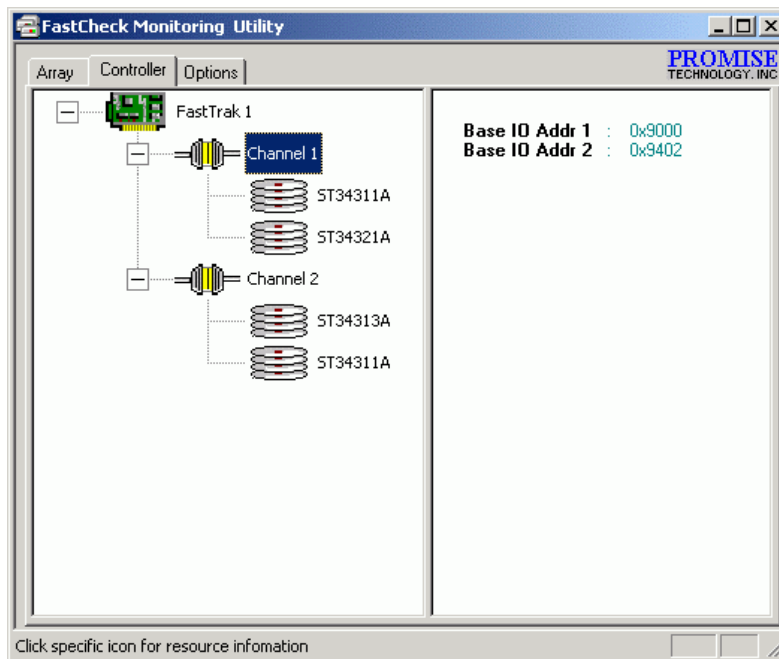 FastCheck Monitoring Utility
PROMISE
TECHNOLOGY, INC
Array Controller Options
FastTrak 1
Channel 1
ST34311A
ST34321A
Channel 2
ST34313A
ST34311A
Base IO Addr 1 : 0x9000
Base IO Addr 2 : 0x9402
Click specific icon for resource infomation